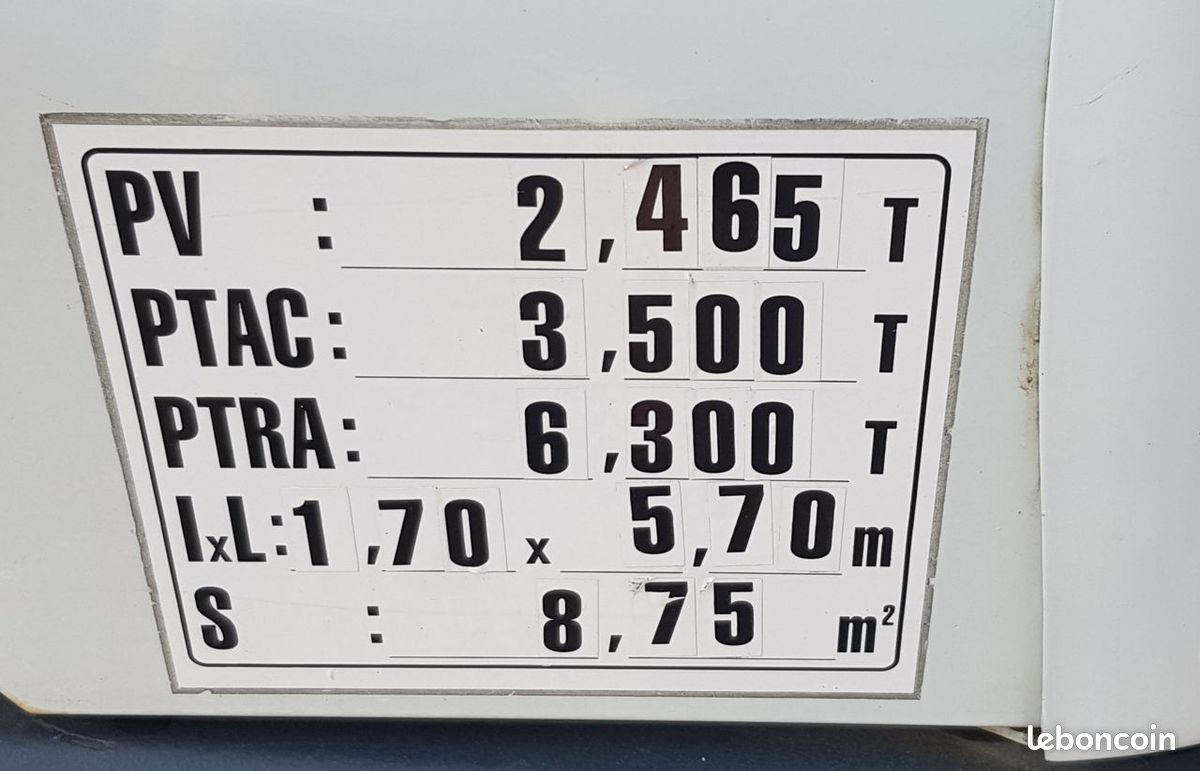 PV : 2,465 T
PTAC : 3,500 T
PTRA : 6,300 T
lxL : 1,70 x 5,70 m
S : 8,75 m²
leboncoin